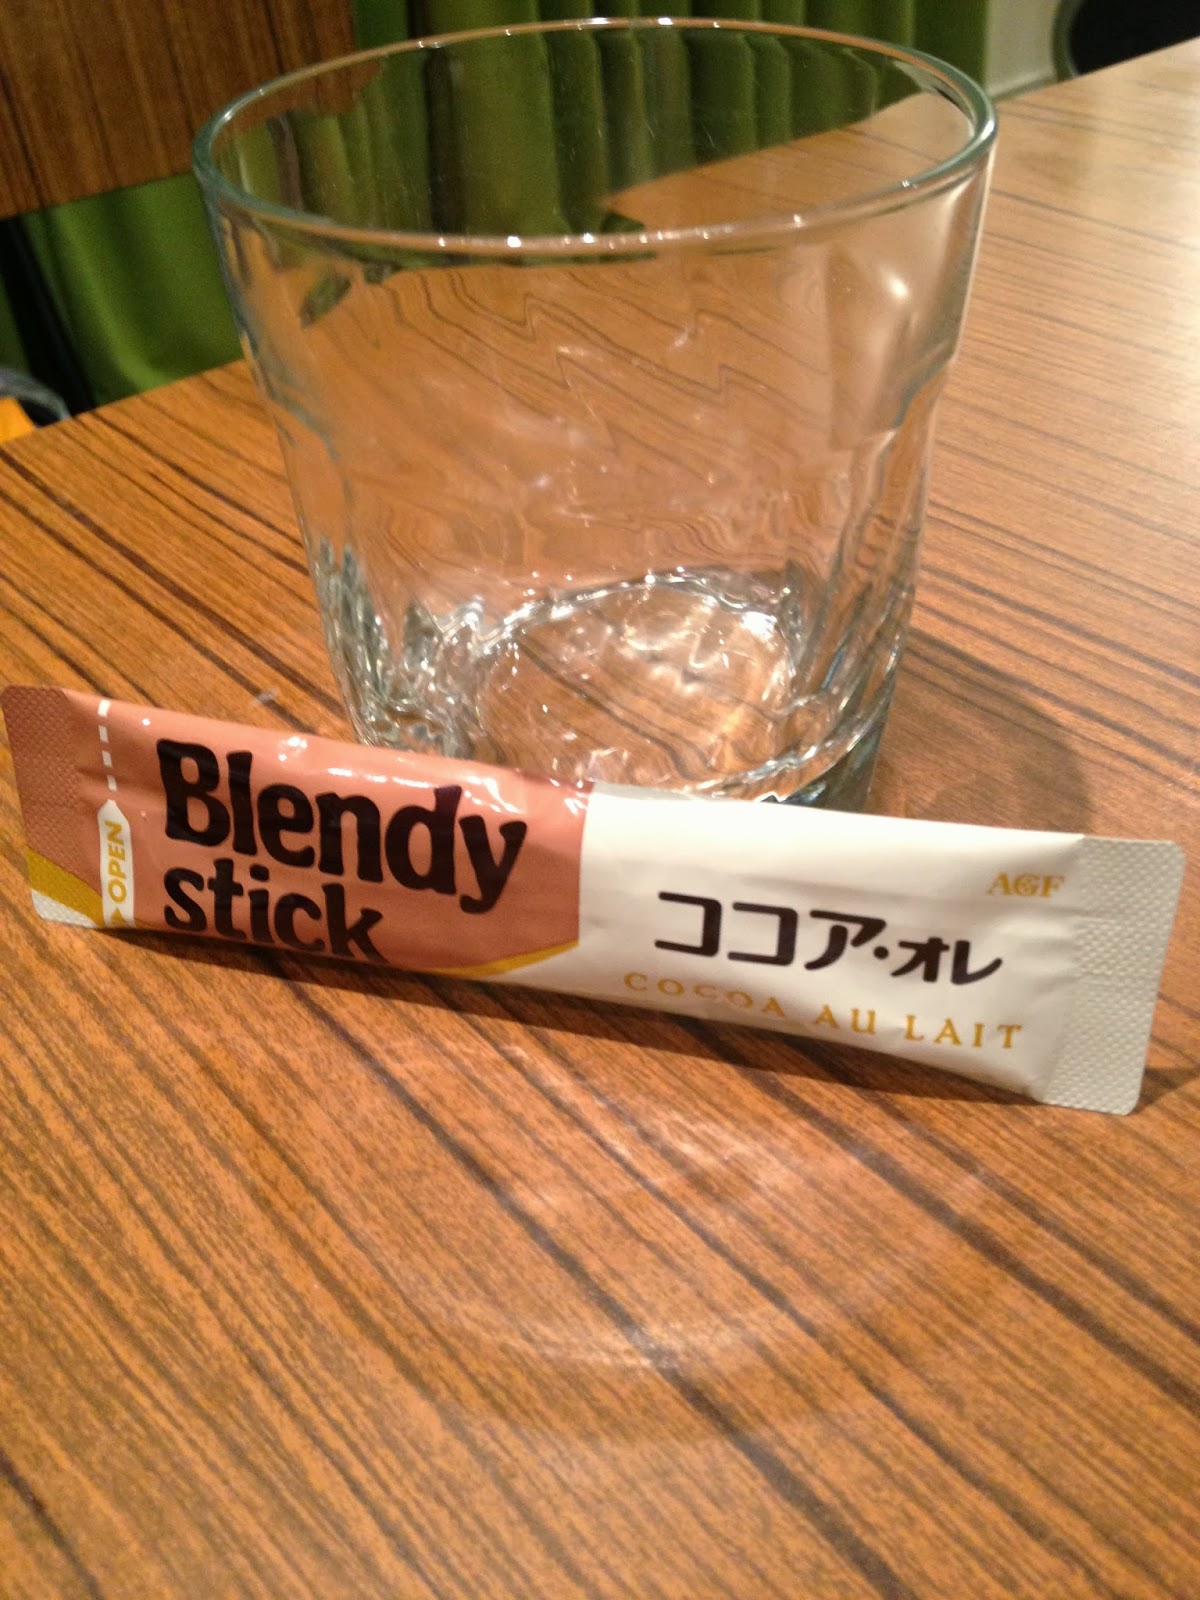 OPEN
Blendy
stick
AGF
ココア・オレ
COCOA AU LAIT